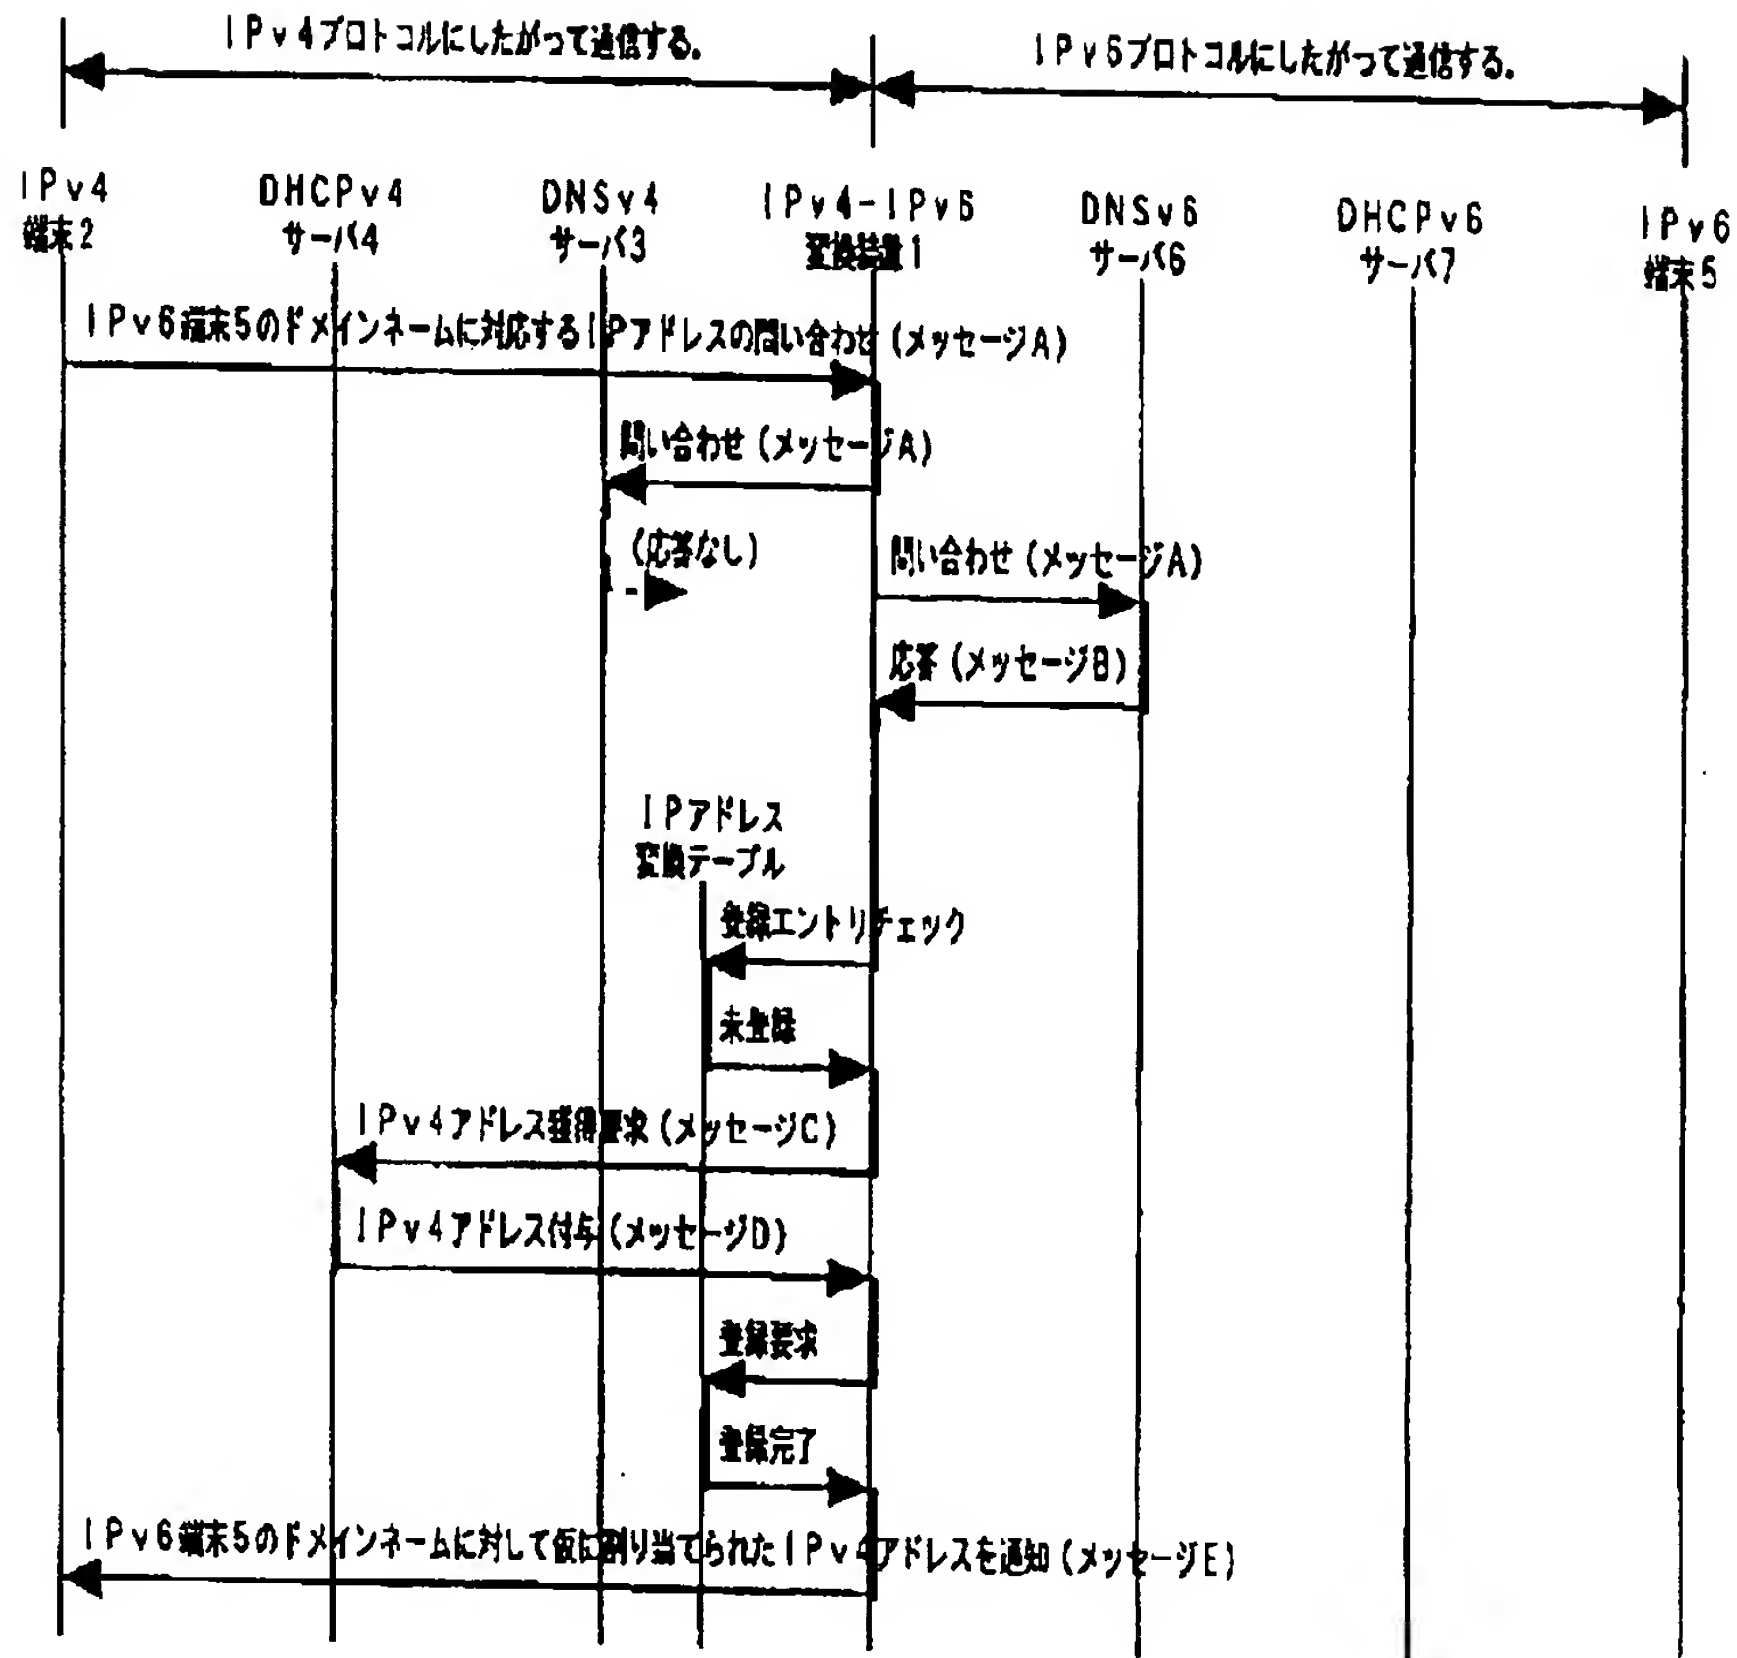 IPv4プロトコルにしたがって通信する.
IPv6プロトコルにしたがって通信する.
IPv4
端末2
DHCPv4
サーバ4
DNSv4
サーバ3
IPv4-IPv6
変換装置1
DNSv6
サーバ6
DHCPv6
サーバ7
IPv6
端末5
IPv6端末5のドメインネームに対応するIPアドレスの問い合わせ(メッセージA)
問い合わせ(メッセージA)
(応答なし)
問い合わせ(メッセージA)
応答(メッセージB)
IPアドレス
変換テーブル
登録エントリチェック
未登録
IPv4アドレス獲得要求(メッセージC)
IPv4アドレス付与(メッセージD)
登録要求
登録完了
IPv6端末5のドメインネームに対して仮に割り当てられたIPv4アドレスを通知(メッセージE)